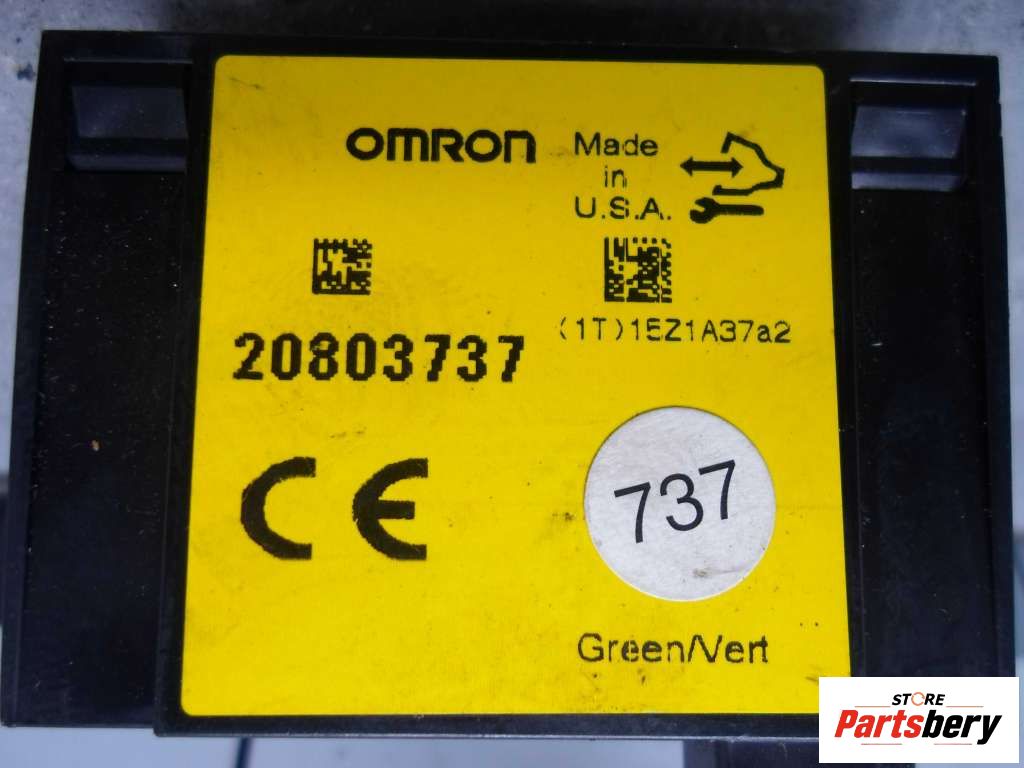 omron
Made
in
U.S.A.
(1T)15Z1A37a2
20803737
CE
737
Green/Vert
STORE
Partsbery